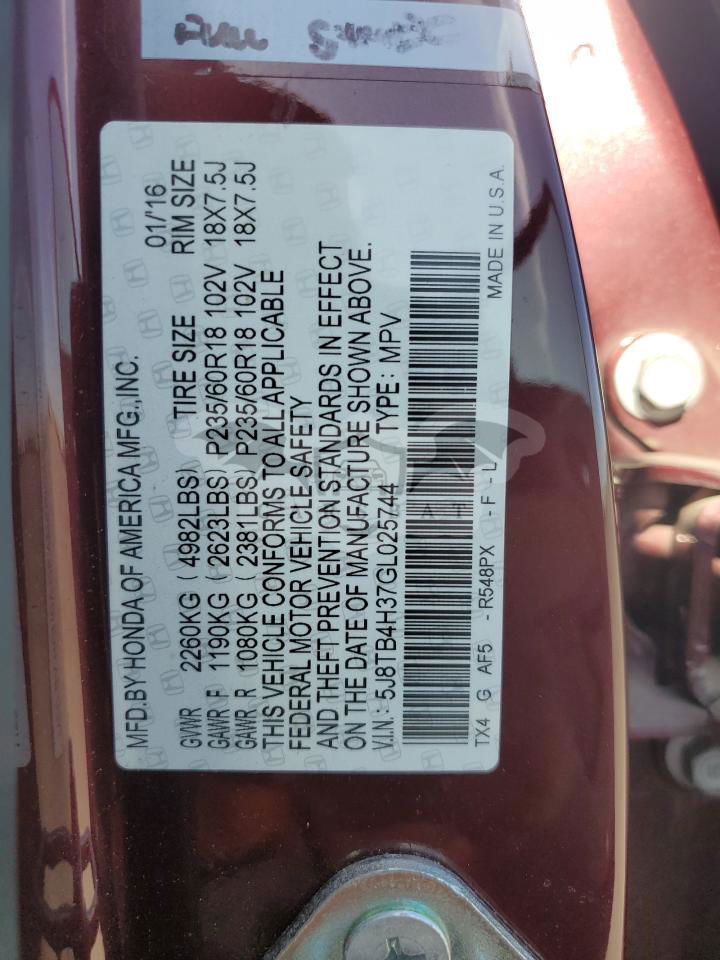 MFD. BY HONDA OF AMERICA MFG., INC. 01/'16
GVWR 2260KG ( 4982LBS) TIRE SIZE RIM SIZE
GAWR F 1190KG ( 2623LBS) P235/60R18 102V 18X7.5J
GAWR R 1080KG ( 2381LBS) P235/60R18 102V 18X7.5J
THIS VEHICLE CONFORMS TO ALL APPLICABLE
FEDERAL MOTOR VEHICLE SAFETY
AND THEFT PREVENTION STANDARDS IN EFFECT
ON THE DATE OF MANUFACTURE SHOWN ABOVE.
V.I.N.: 5J8TB4H37GL025744 TYPE: MPV
TX4 G AF5 - R548PX - F - L MADE IN U.S.A.